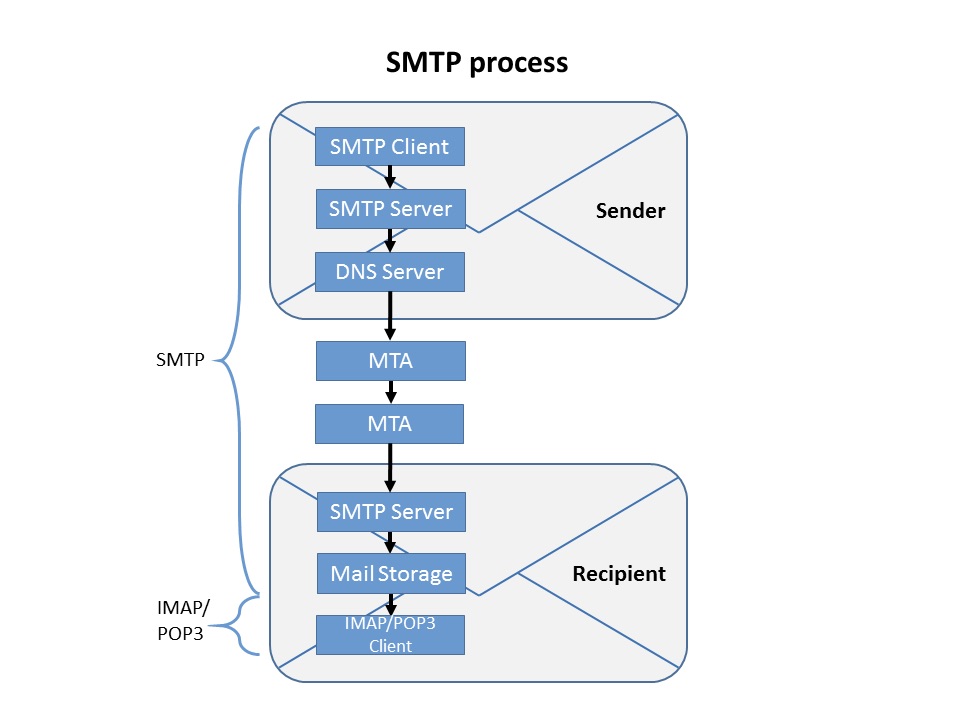 SMTP process
SMTP Client
SMTP Server
Sender
DNS Server
SMTP
MTA
MTA
SMTP Server
Mail Storage
Recipient
IMAP/
POP3
IMAP/POP3
Client